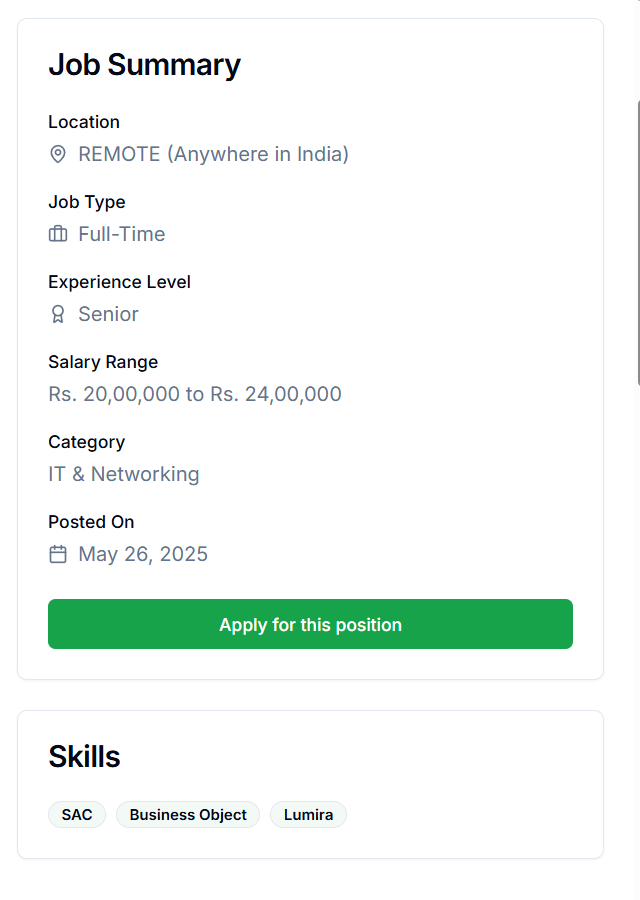 Job Summary
Location
REMOTE (Anywhere in India)
Job Type
Full-Time
Experience Level
Senior
Salary Range
Rs. 20,00,000 to Rs. 24,00,000
Category
IT & Networking
Posted On
May 26, 2025
Apply for this position
Skills
SAC Business Object Lumira